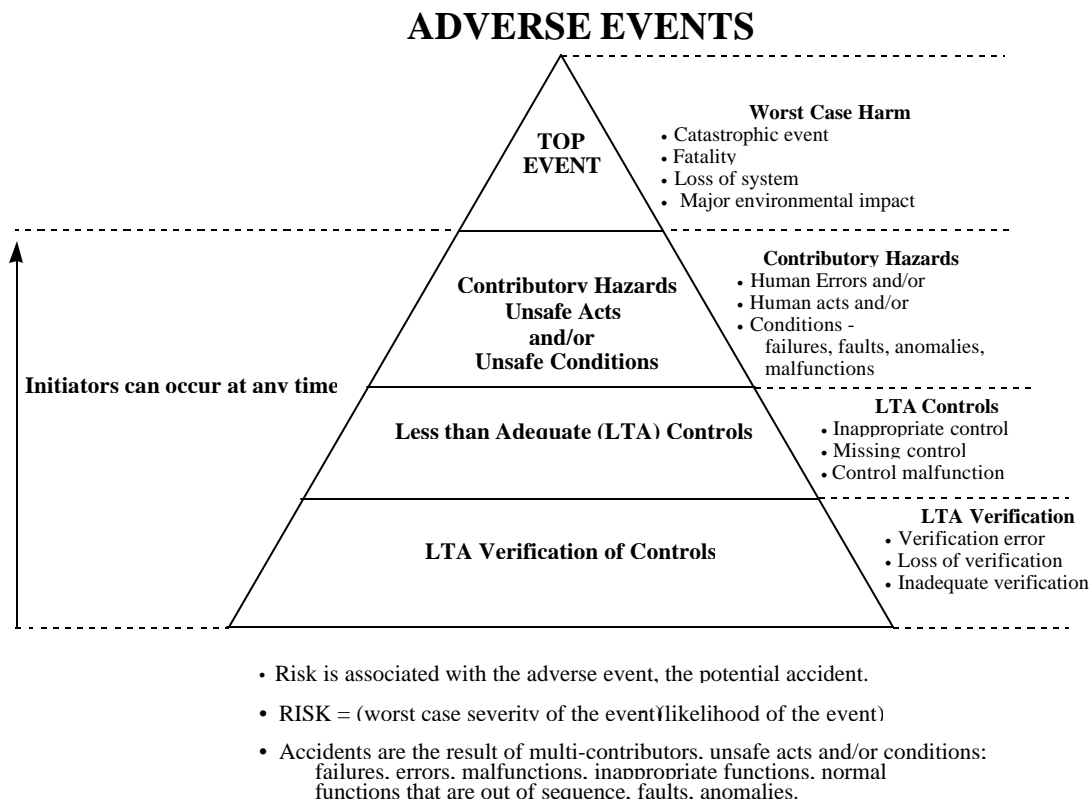 ADVERSE EVENTS
TOP
EVENT
Worst Case Harm
• Catastrophic event
• Fatality
• Loss of system
• Major environmental impact
Contributory Hazards
Unsafe Acts
and/or
Unsafe Conditions
Contributory Hazards
• Human Errors and/or
• Human acts and/or
• Conditions -
failures, faults, anomalies,
malfunctions
Initiators can occur at any time
Less than Adequate (LTA) Controls
LTA Controls
• Inappropriate control
• Missing control
• Control malfunction
LTA Verification of Controls
LTA Verification
• Verification error
• Loss of verification
• Inadequate verification
• Risk is associated with the adverse event, the potential accident.
• RISK = (worst case severity of the event)(likelihood of the event)
• Accidents are the result of multi-contributors, unsafe acts and/or conditions;
failures, errors, malfunctions, inappropriate functions, normal
functions that are out of sequence, faults, anomalies.